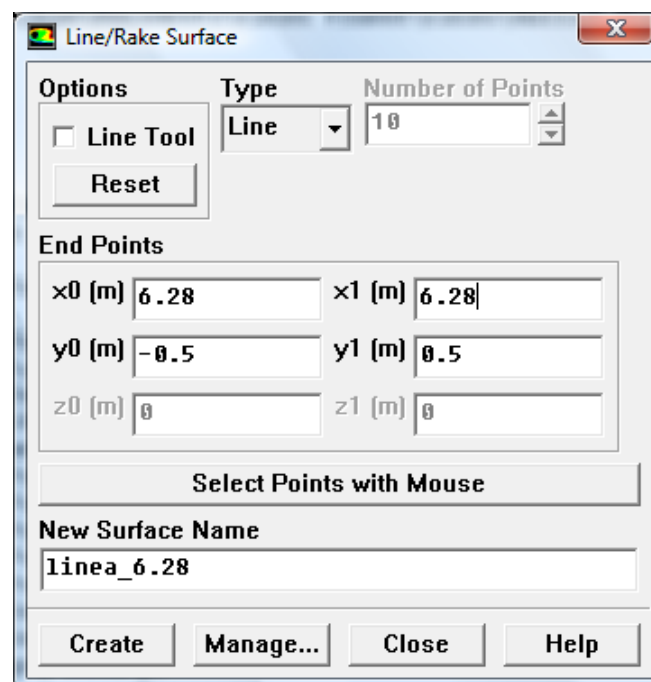 Line/Rake Surface
Options Type Number of Points
Line Tool Line 10
Reset
End Points
x0 (m) 6.28 x1 (m) 6.28
y0 (m) -0.5 y1 (m) 0.5
z0 (m) 0 z1 (m) 0
Select Points with Mouse
New Surface Name
linea_6.28
Create Manage... Close Help